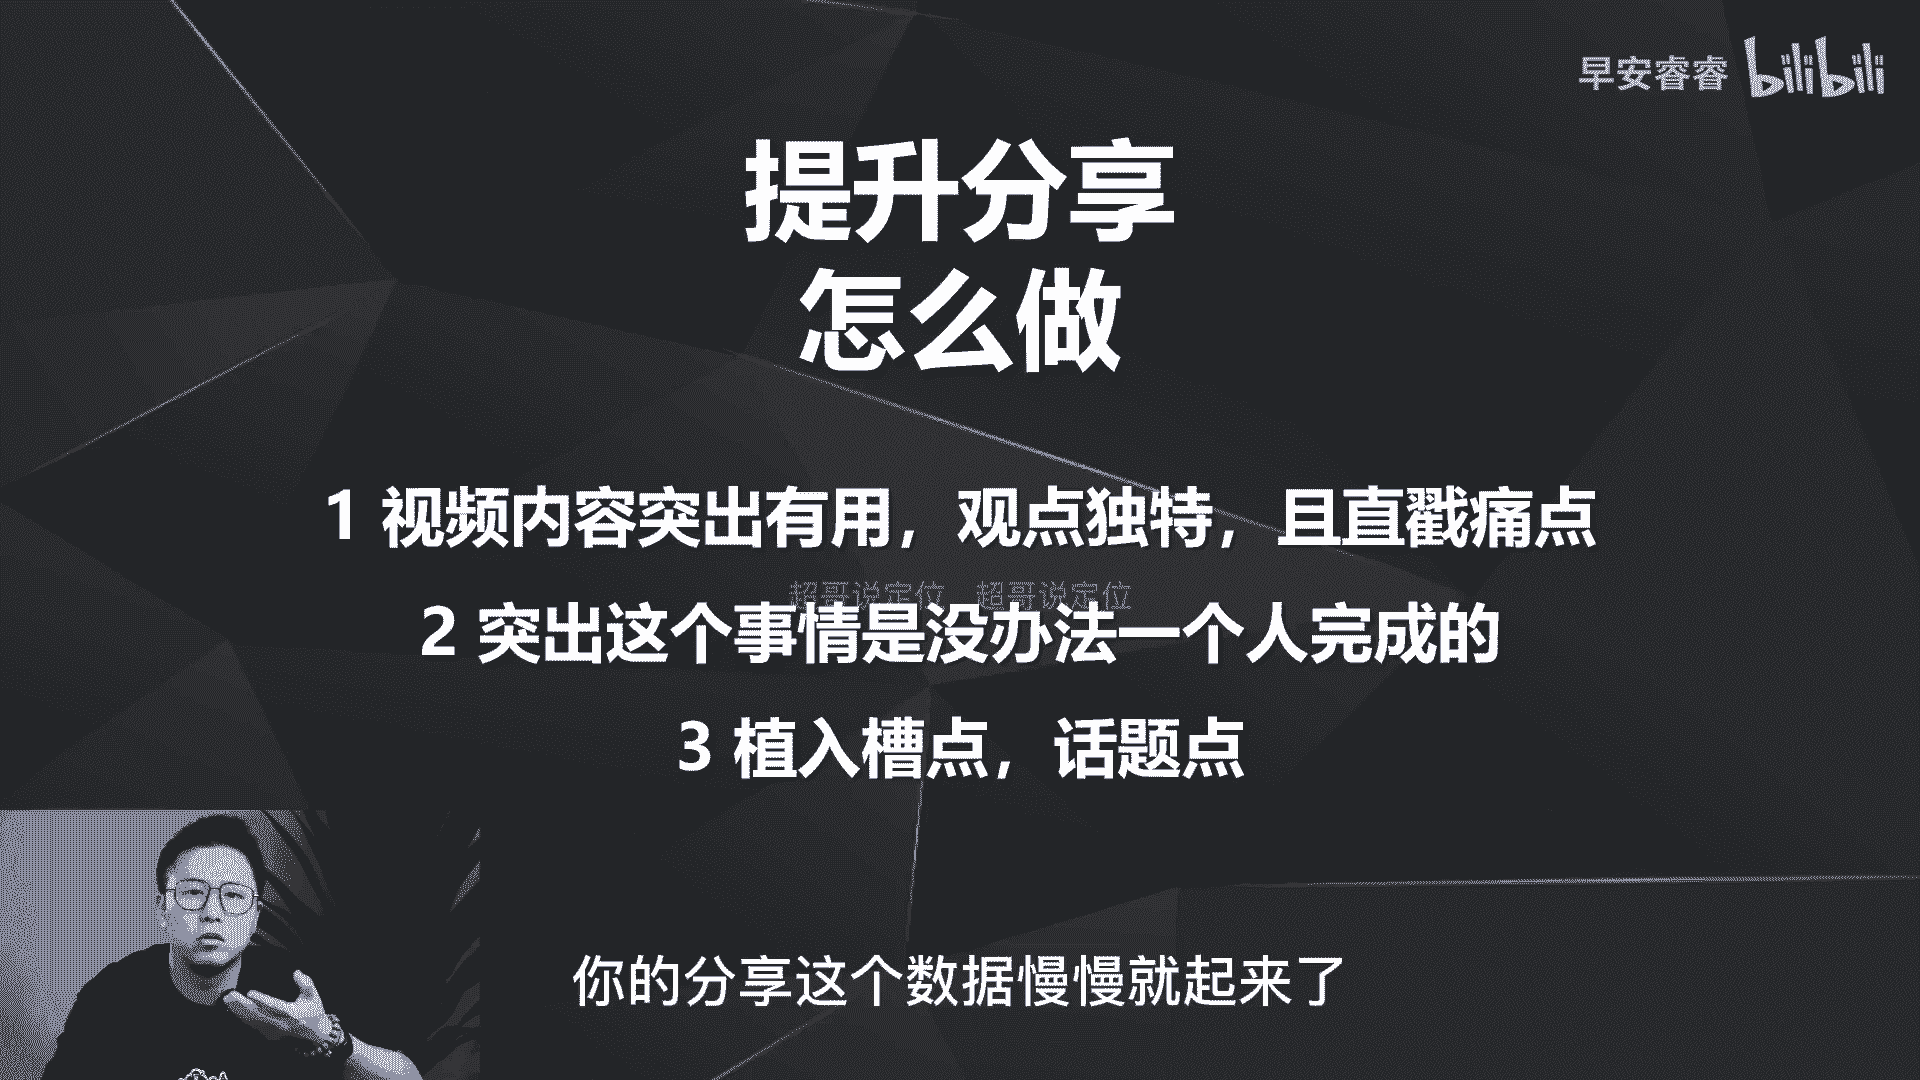 早安睿睿 bilibili
提升分享
怎么做
1 视频内容突出有用，观点独特，且直戳痛点
超哥说定位 超哥说定位
2 突出这个事情是没办法一个人完成的
3 植入槽点，话题点
你的分享这个数据慢慢就起来了